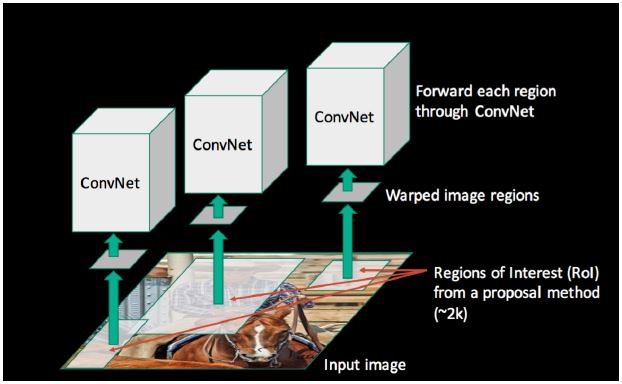 ConvNet
ConvNet
ConvNet
Forward each region
through ConvNet
Warped image regions
Regions of Interest (RoI)
from a proposal method
(~2k)
Input image